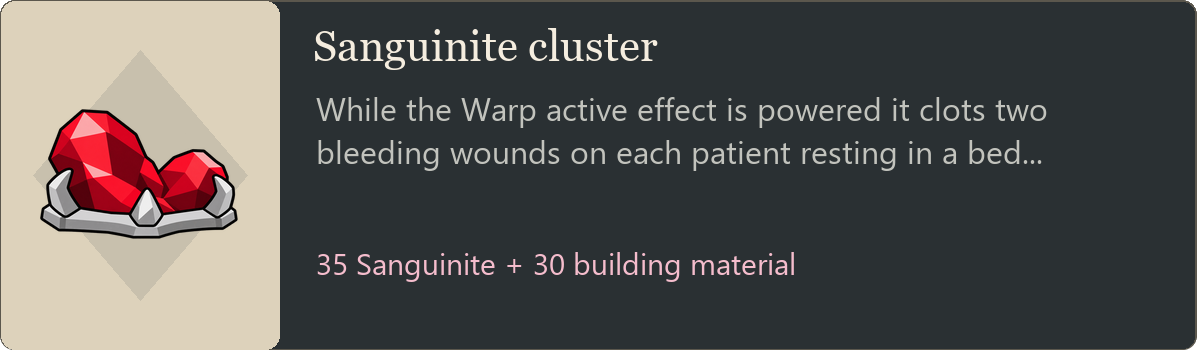 Sanguinite cluster
While the Warp active effect is powered it clots two
bleeding wounds on each patient resting in a bed...
35 Sanguinite + 30 building material